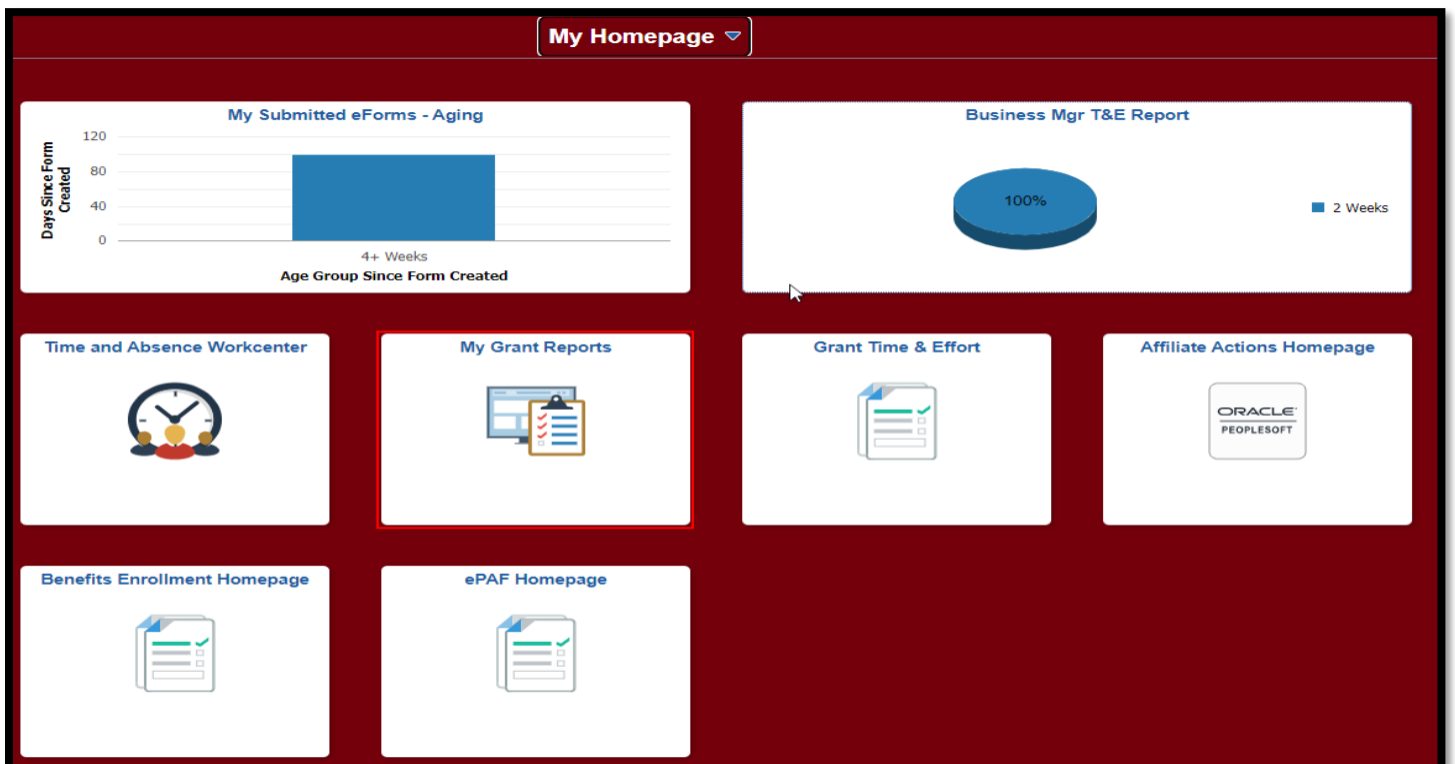 My Homepage
My Submitted eForms - Aging
Days Since Form
Created
120
80
40
0
4+ Weeks
Age Group Since Form Created
Business Mgr T&E Report
100%
2 Weeks
Time and Absence Workcenter
My Grant Reports
Grant Time & Effort
Affiliate Actions Homepage
ORACLE
PEOPLESOFT
Benefits Enrollment Homepage
ePAF Homepage